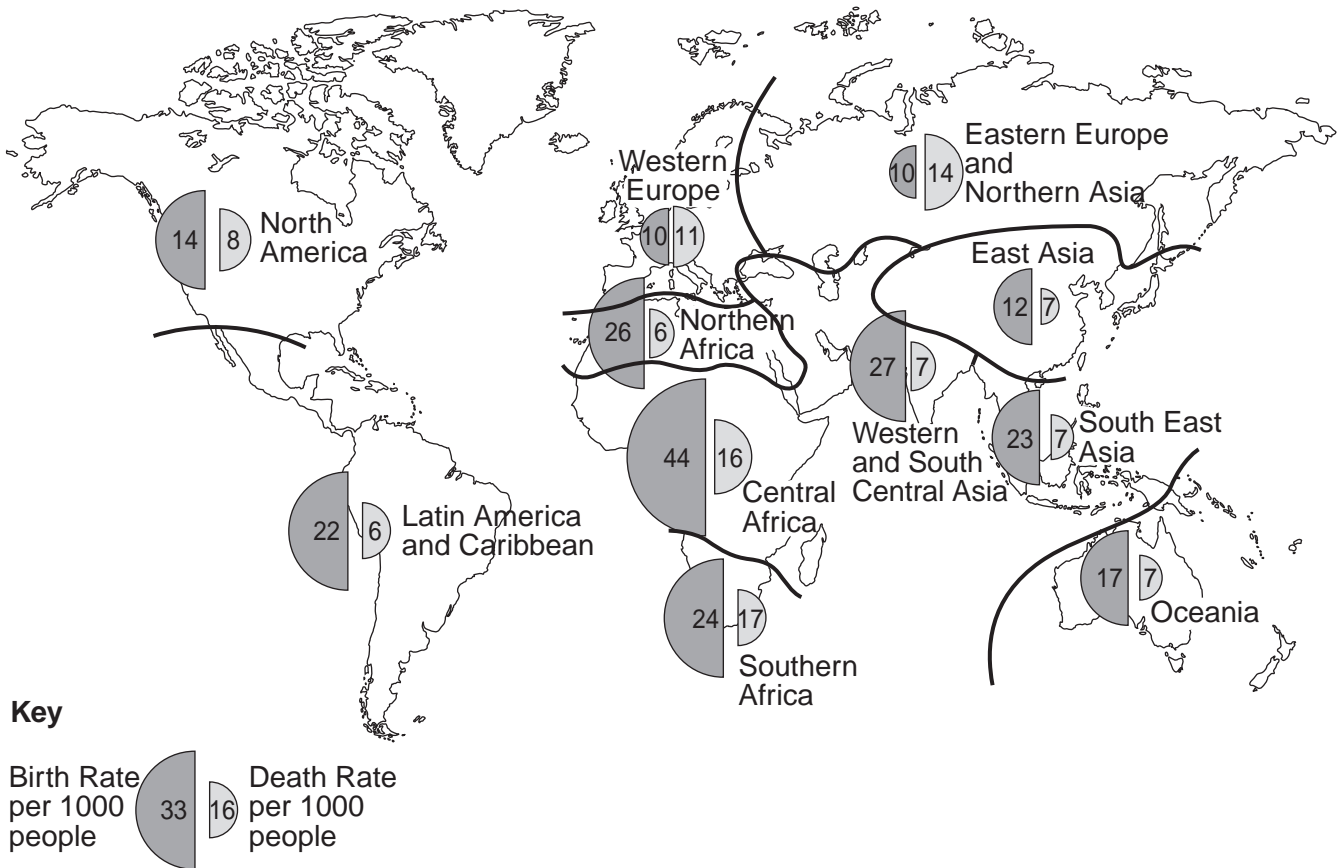 Western
Europe
10 11
10 14
Eastern Europe
and
Northern Asia
14 8
North
America
East Asia
12 7
26 6
Northern
Africa
27 7
Western
and South
Central Asia
23 7
South East
Asia
44 16
Central
Africa
22 6
Latin America
and Caribbean
17 7
Oceania
24 17
Southern
Africa
Key
Birth Rate
per 1000
people
33 16
Death Rate
per 1000
people